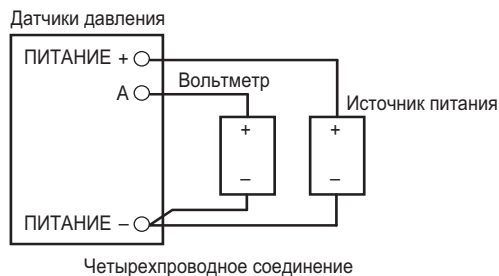 Датчики давления
ПИТАНИЕ +
Вольтметр
A
Источник питания
+ +
– –
ПИТАНИЕ –
Четырехпроводное соединение